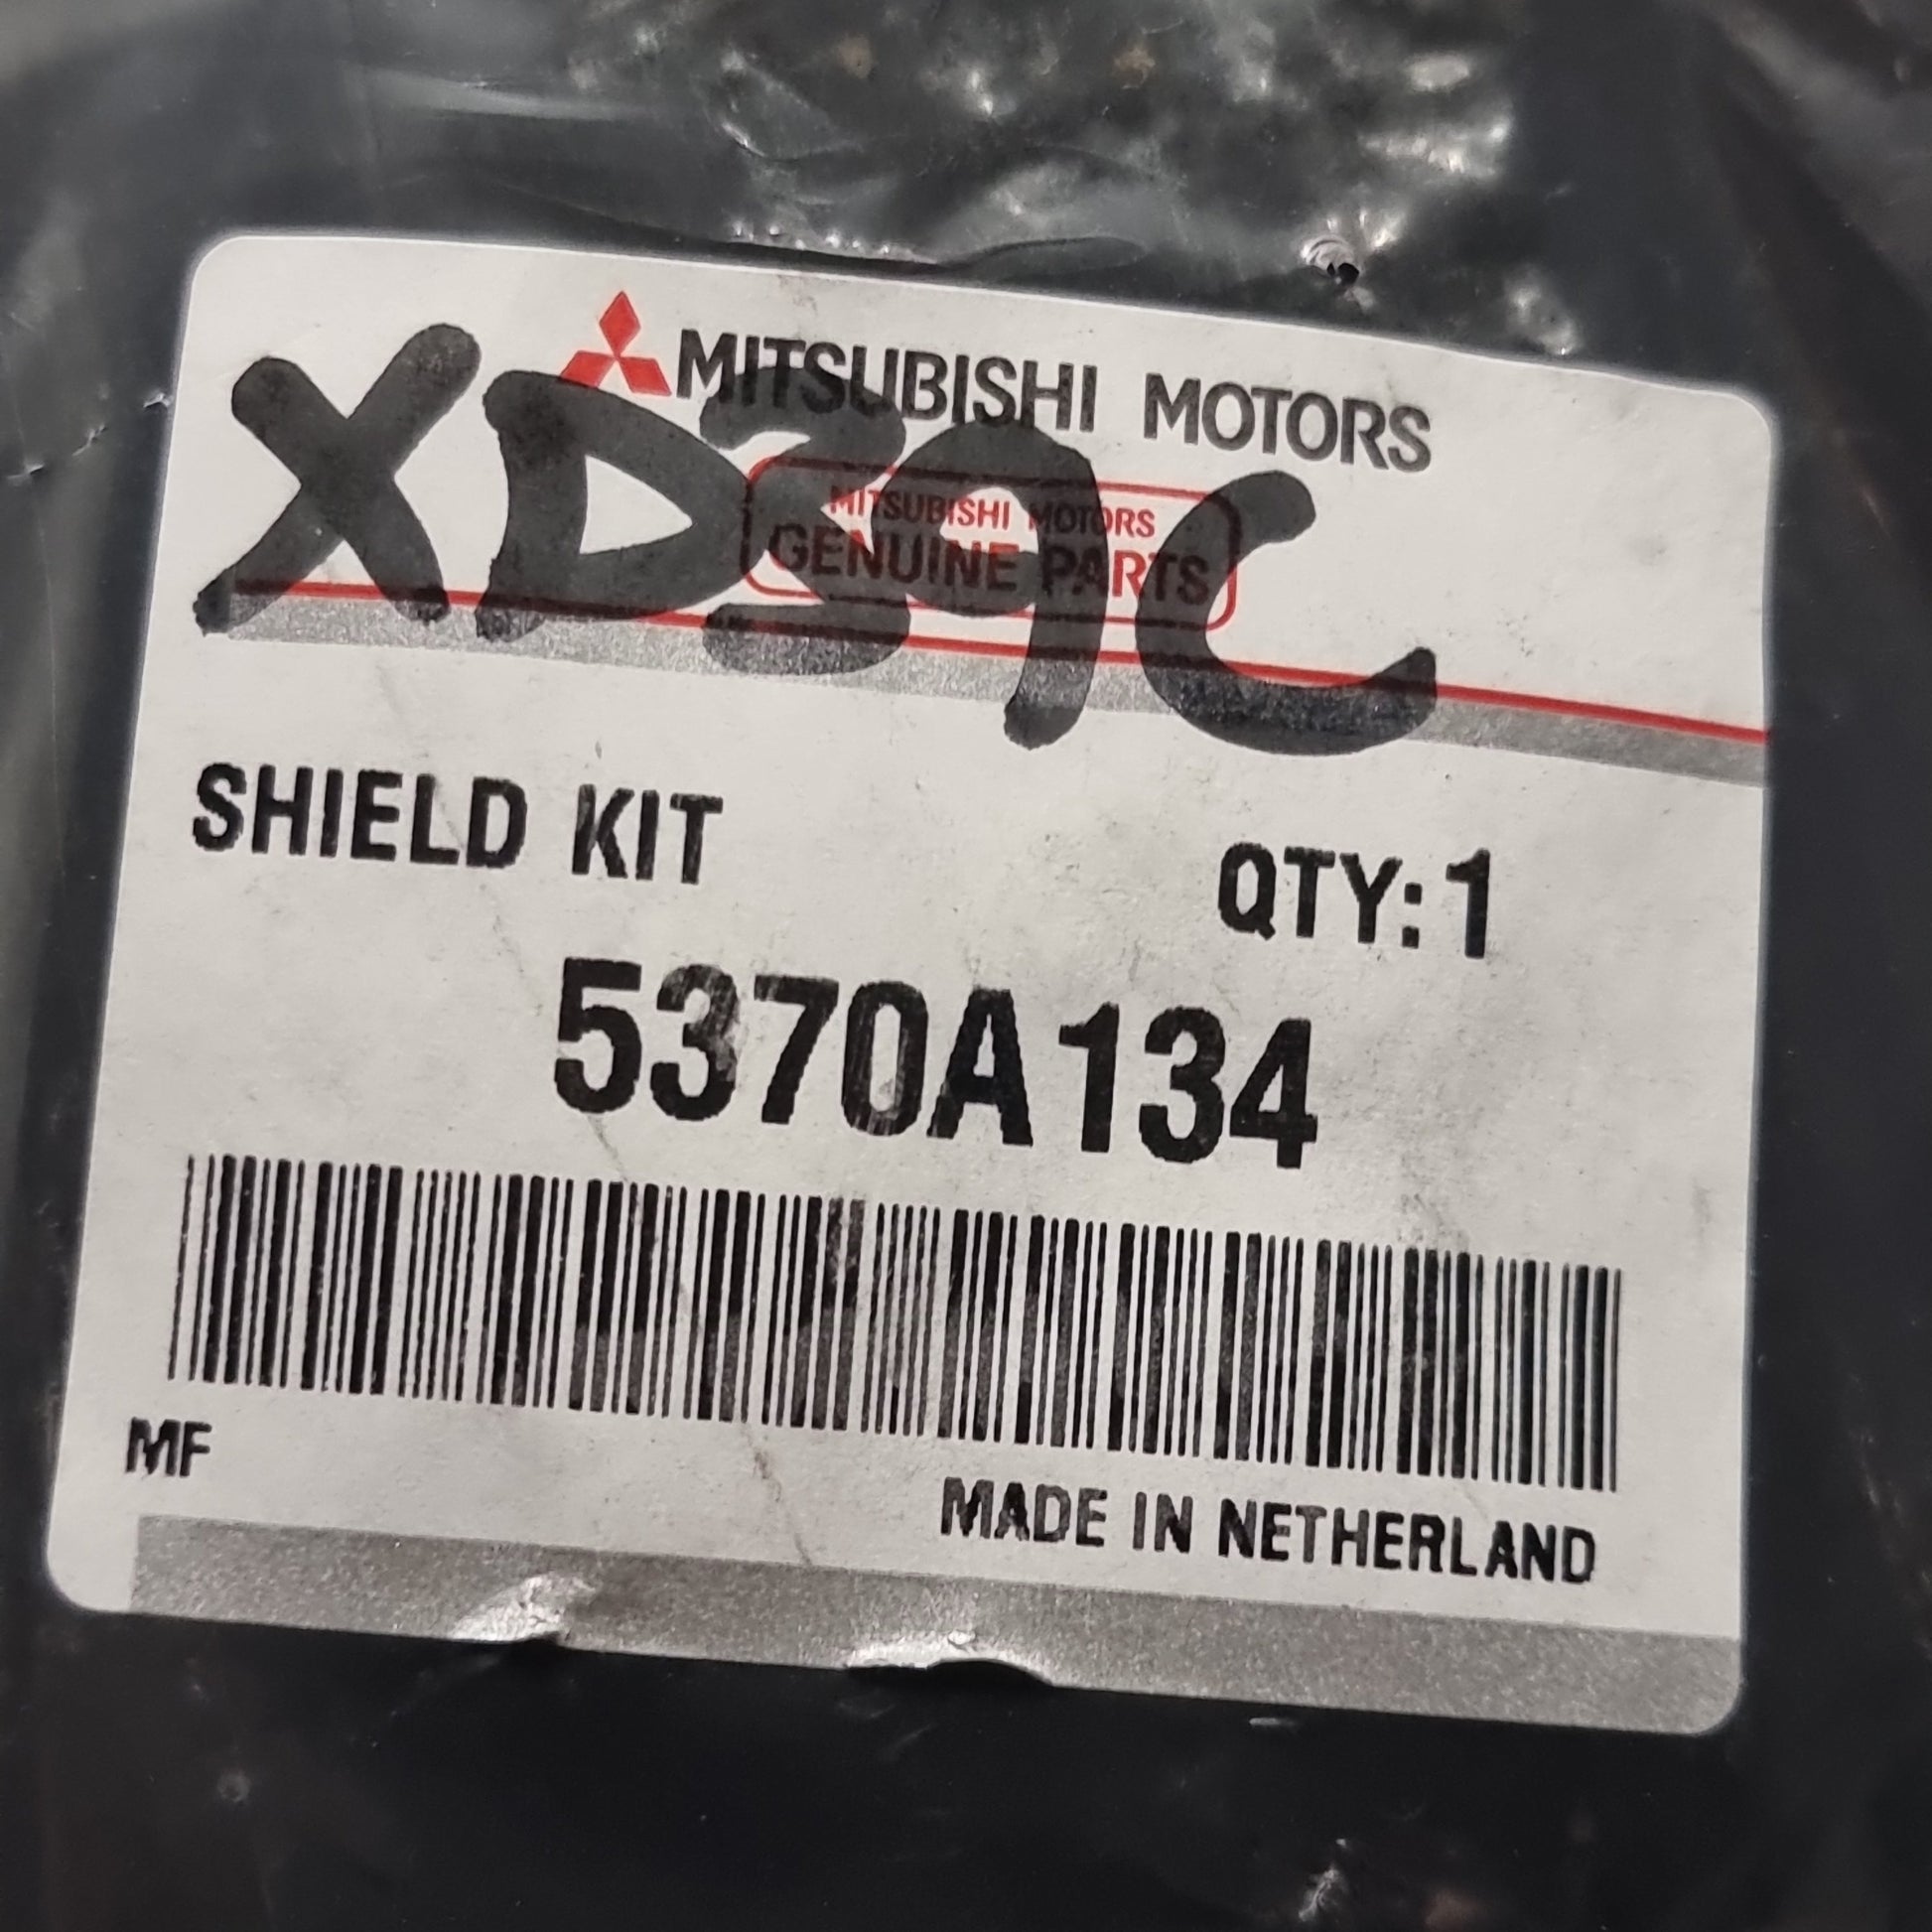 MITSUBISHI MOTORS
XD39C
MITSUBISHI MOTORS
GENUINE PARTS
SHIELD KIT
QTY:1
5370A134
MF
MADE IN NETHERLAND